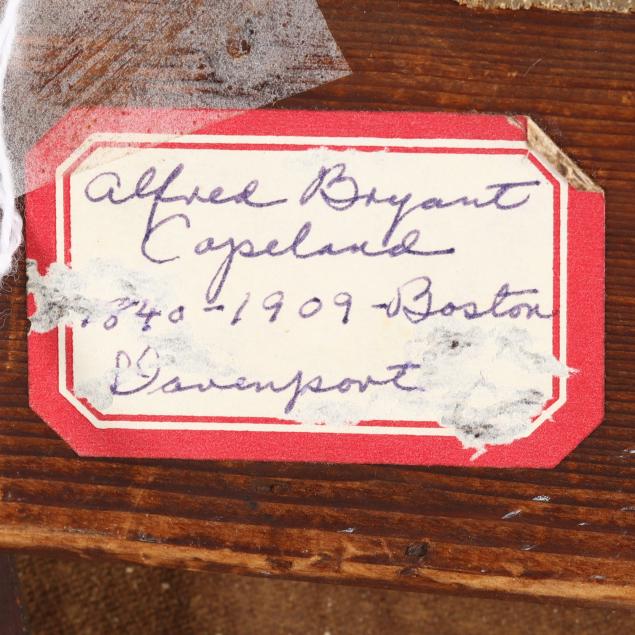 Alfred Bryant
Copeland
1840-1909-Boston
Davenport